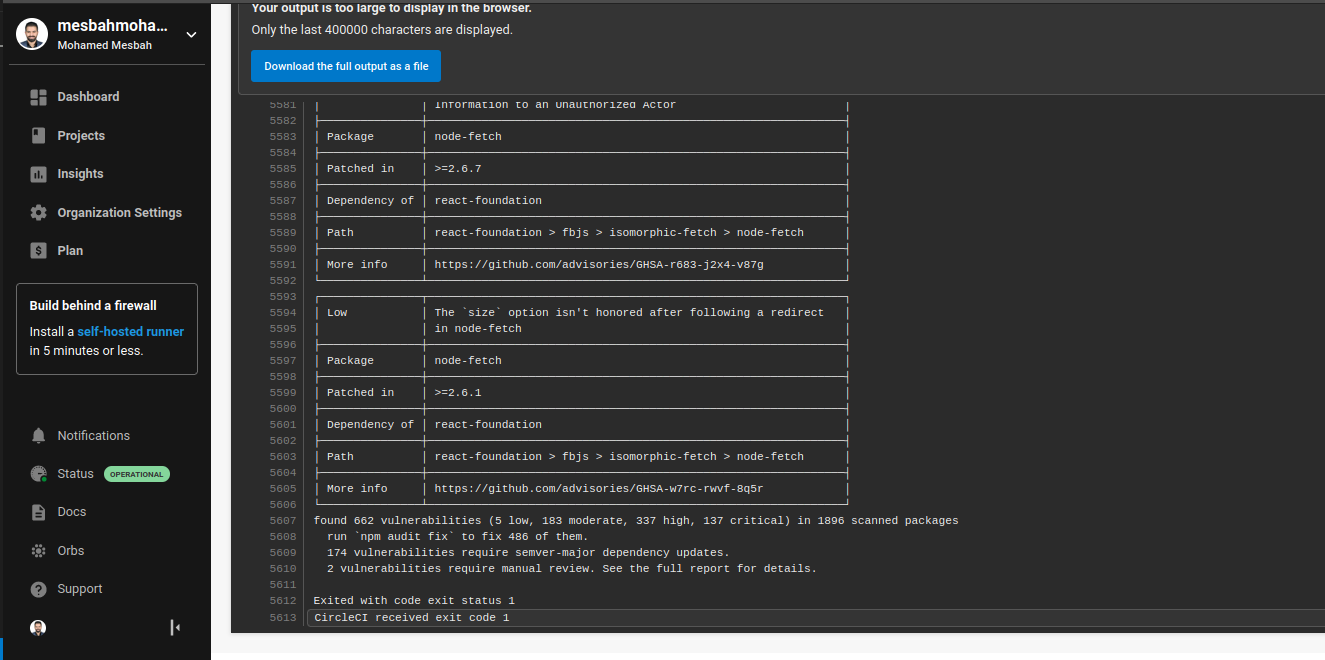 mesbahmoha...
Mohamed Mesbah
Dashboard
Projects
Insights
Organization Settings
Plan
Build behind a firewall
Install a self-hosted runner
in 5 minutes or less.
Notifications
Status OPERATIONAL
Docs
Orbs
Support
Your output is too large to display in the browser.
Only the last 400000 characters are displayed.
Download the full output as a file
5581 Information to an Unauthorized Actor
5582
5583 Package node-fetch
5584
5585 Patched in >=2.6.7
5586
5587 Dependency of react-foundation
5588
5589 Path react-foundation > fbjs > isomorphic-fetch > node-fetch
5590
5591 More info https://github.com/advisories/GHSA-r683-j2x4-v87g
5592
5593
5594 Low The `size` option isn't honored after following a redirect
5595 in node-fetch
5596
5597 Package node-fetch
5598
5599 Patched in >=2.6.1
5600
5601 Dependency of react-foundation
5602
5603 Path react-foundation > fbjs > isomorphic-fetch > node-fetch
5604
5605 More info https://github.com/advisories/GHSA-w7rc-rwvf-8q5r
5606
5607 found 662 vulnerabilities (5 low, 183 moderate, 337 high, 137 critical) in 1896 scanned packages
5608 run `npm audit fix` to fix 486 of them.
5609 174 vulnerabilities require semver-major dependency updates.
5610 2 vulnerabilities require manual review. See the full report for details.
5611
5612 Exited with code exit status 1
5613 CircleCI received exit code 1